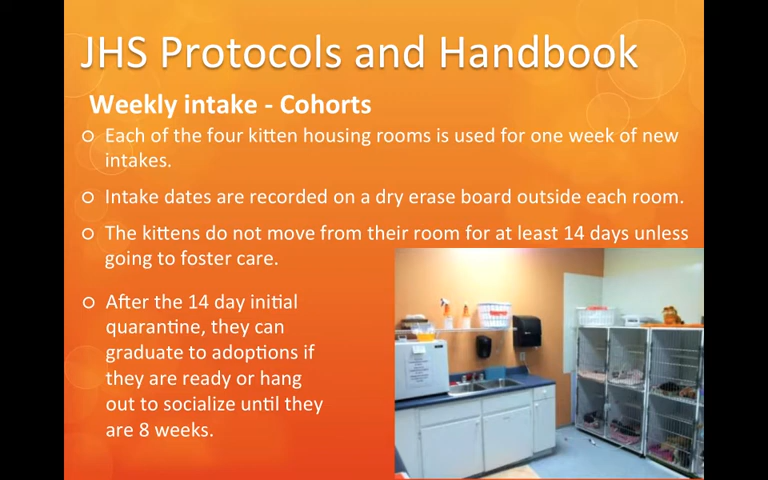 JHS Protocols and Handbook
Weekly intake - Cohorts
Each of the four kitten housing rooms is used for one week of new
intakes.
Intake dates are recorded on a dry erase board outside each room.
The kittens do not move from their room for at least 14 days unless
going to foster care.
After the 14 day initial
quarantine, they can
graduate to adoptions if
they are ready or hang
out to socialize until they
are 8 weeks.